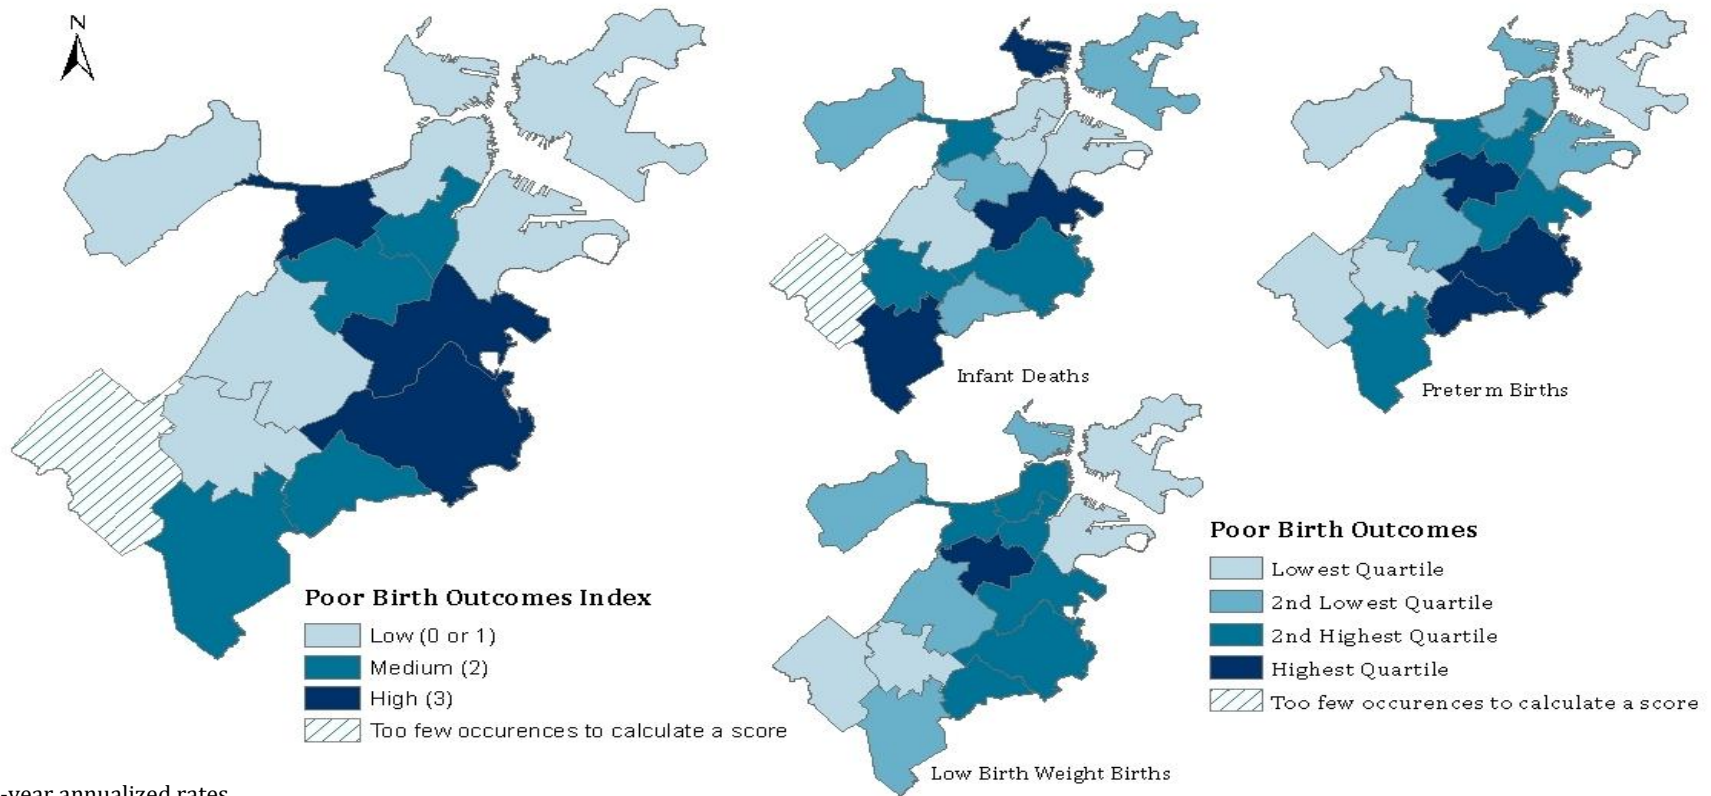 N
Infant Deaths
Preterm Births
Poor Birth Outcomes Index
Low (0 or 1)
Medium (2)
High (3)
Too few occurences to calculate a score
Low Birth Weight Births
Poor Birth Outcomes
Lowest Quartile
2nd Lowest Quartile
2nd Highest Quartile
Highest Quartile
Too few occurences to calculate a score
-year annualized rates